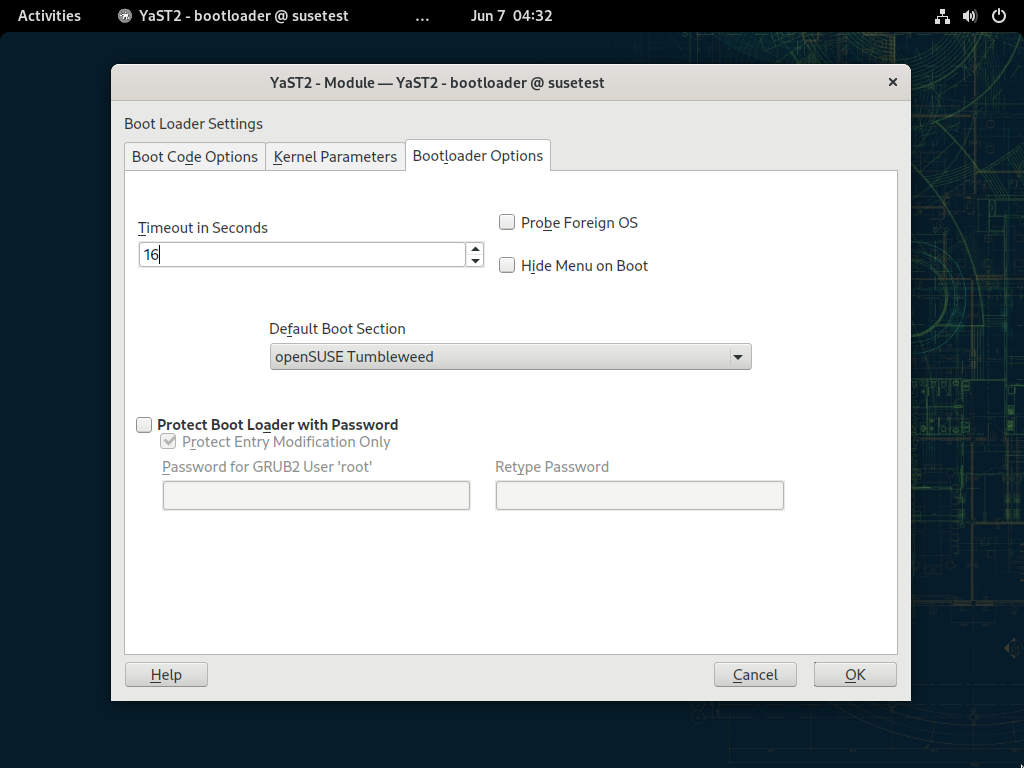 Activities YaST2 - bootloader @ susetest ... Jun 7 04:32
YaST2 - Module — YaST2 - bootloader @ susetest ×
Boot Loader Settings
Boot Code Options Kernel Parameters Bootloader Options
Probe Foreign OS
Timeout in Seconds
16
Hide Menu on Boot
Default Boot Section
openSUSE Tumbleweed
Protect Boot Loader with Password
Protect Entry Modification Only
Password for GRUB2 User 'root' Retype Password
Help Cancel OK